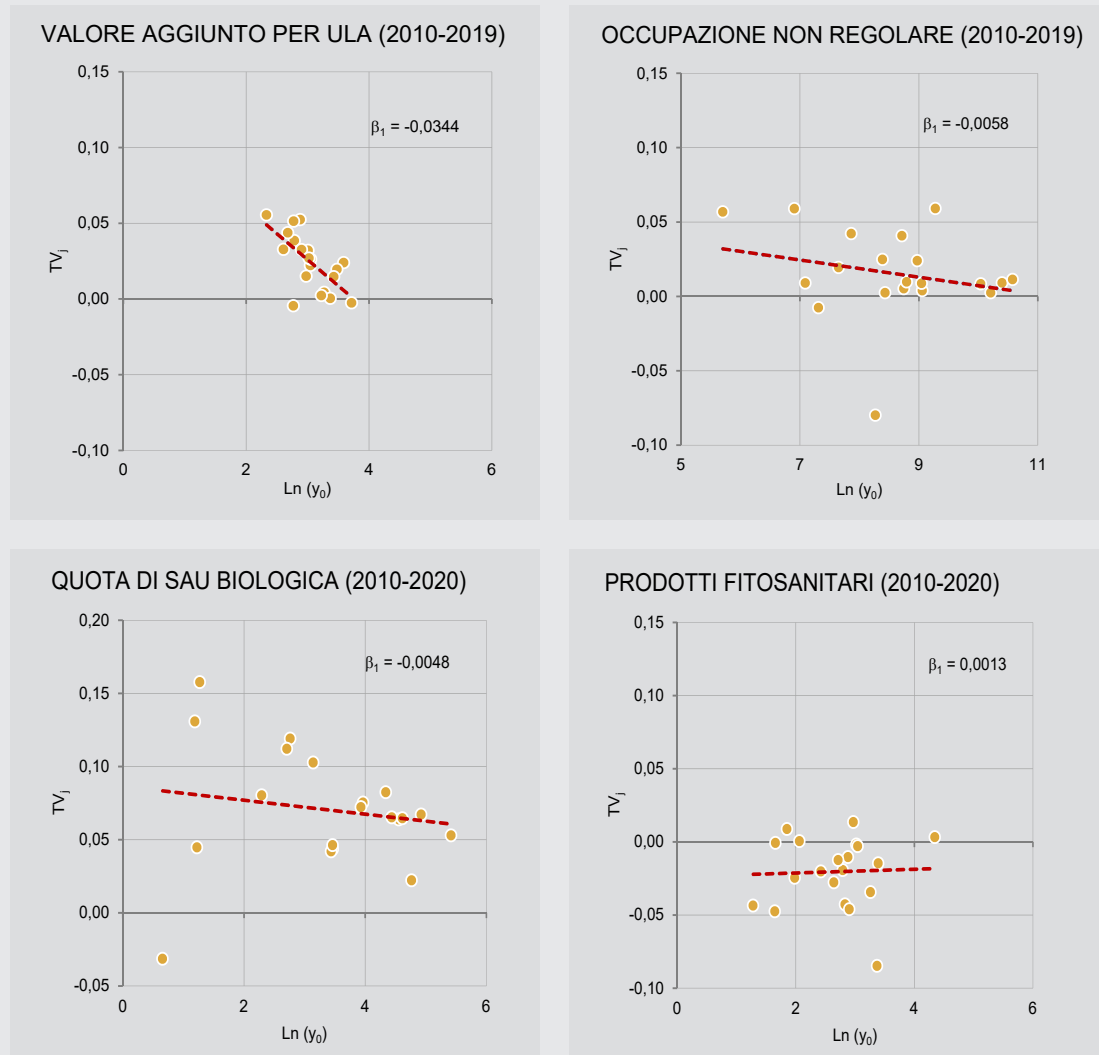 VALORE AGGIUNTO PER ULA (2010-2019)
0,15
0,10
0,05
0,00
-0,05
-0,10
TVj
β1 = -0,0344
0
2
4
6
Ln (y0)
OCCUPAZIONE NON REGOLARE (2010-2019)
0,15
0,10
0,05
0,00
-0,05
-0,10
TVj
β1 = -0,0058
5
7
9
11
Ln (y0)
QUOTA DI SAU BIOLOGICA (2010-2020)
0,20
0,15
0,10
0,05
0,00
-0,05
TVj
β1 = -0,0048
0
2
4
6
Ln (y0)
PRODOTTI FITOSANITARI (2010-2020)
0,15
0,10
0,05
0,00
-0,05
-0,10
TVj
β1 = 0,0013
0
2
4
6
Ln (y0)